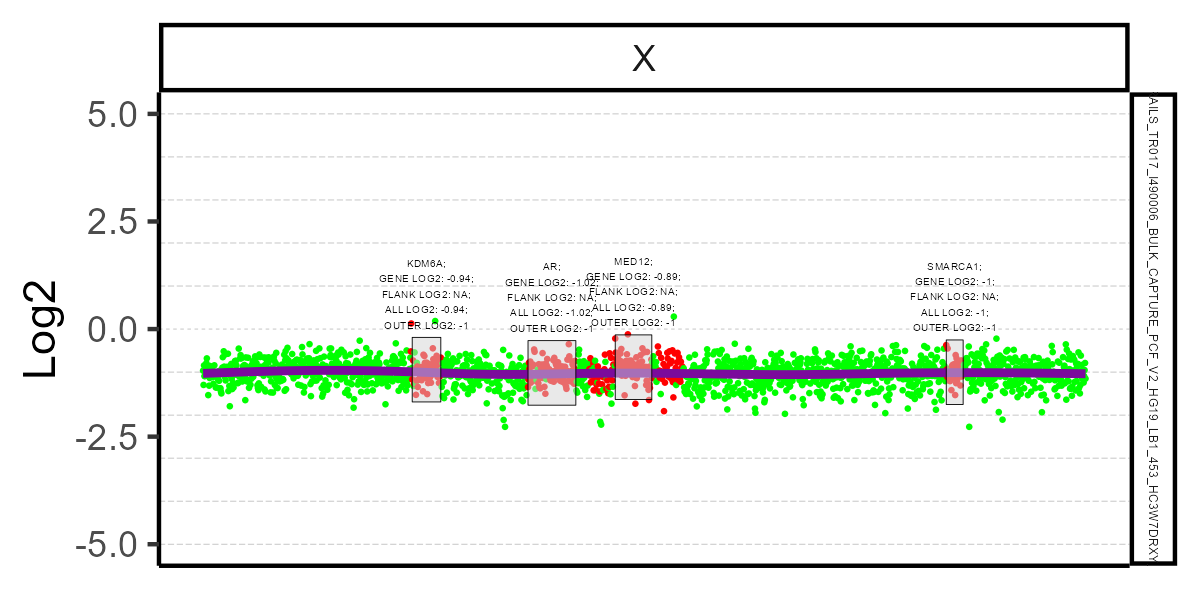 X
5.0
2.5
0.0
-2.5
-5.0
Log2
KDM6A;
GENE LOG2: -0.94;
FLANK LOG2: NA;
ALL LOG2: -0.94;
OUTER LOG2: -1
AR;
GENE LOG2: -1.02;
FLANK LOG2: NA;
ALL LOG2: -1.02;
OUTER LOG2: -1
MED12;
GENE LOG2: -0.89;
FLANK LOG2: NA;
ALL LOG2: -0.89;
OUTER LOG2: -1
SMARCA1;
GENE LOG2: -1;
FLANK LOG2: NA;
ALL LOG2: -1;
OUTER LOG2: -1
AILS_TR017_I490006_BULK_CAPTURE_PCF_V2_HG19_LB1_453_HC3W7DRXY